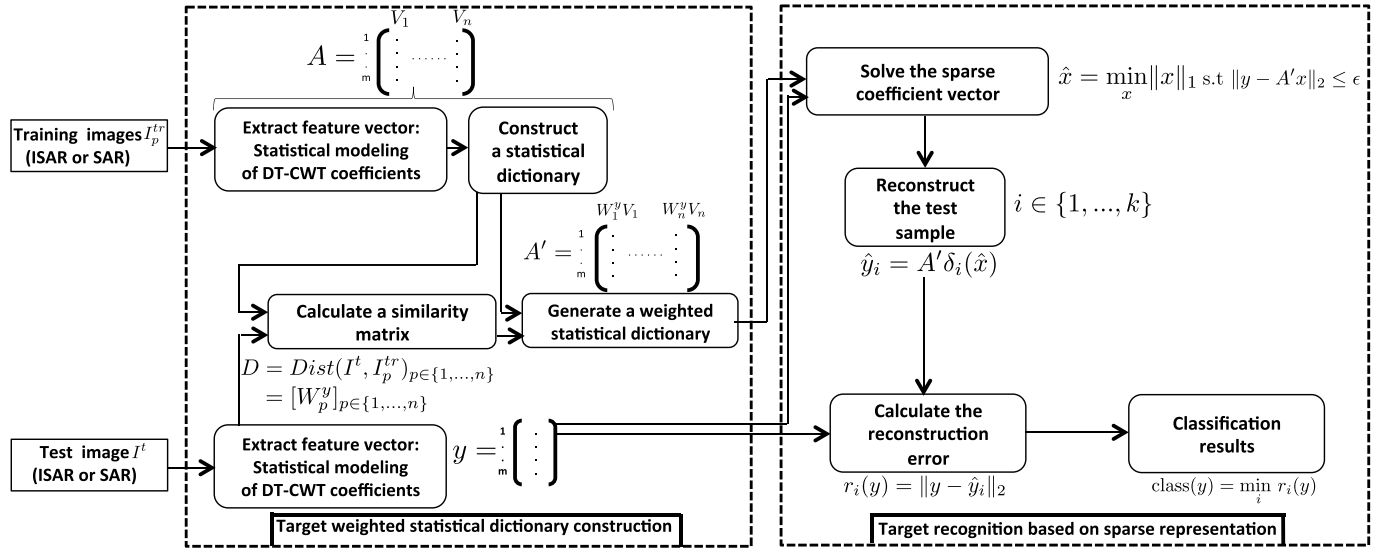 V_1 V_n
A = 1 . . m ( . . . . ...... . . . . )
Training images I_p^{tr}
(ISAR or SAR)
Extract feature vector:
Statistical modeling
of DT-CWT coefficients
Construct
a statistical
dictionary
W_1^y V_1 W_n^y V_n
A' = 1 . . m ( . . . . ...... . . . . )
Calculate a similarity
matrix
Generate a weighted
statistical dictionary
D = Dist(I^t, I_p^{tr})_{p∈{1,...,n}}
= [W_p^y]_{p∈{1,...,n}}
Test image I^t
(ISAR or SAR)
Extract feature vector:
Statistical modeling
of DT-CWT coefficients
y = 1 . . m ( . . . . . . )
Target weighted statistical dictionary construction
Solve the sparse
coefficient vector
x̂ = min_x ‖x‖_1 s.t ‖y − A'x‖_2 ≤ ϵ
Reconstruct
the test
sample
i ∈ {1, ..., k}
ŷ_i = A'δ_i(x̂)
Calculate the
reconstruction
error
r_i(y) = ‖y − ŷ_i‖_2
Classification
results
class(y) = min_i r_i(y)
Target recognition based on sparse representation